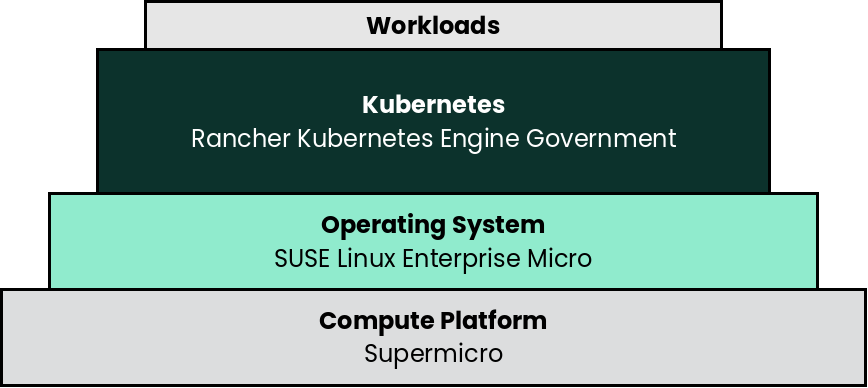 Workloads
Kubernetes
Rancher Kubernetes Engine Government
Operating System
SUSE Linux Enterprise Micro
Compute Platform
Supermicro